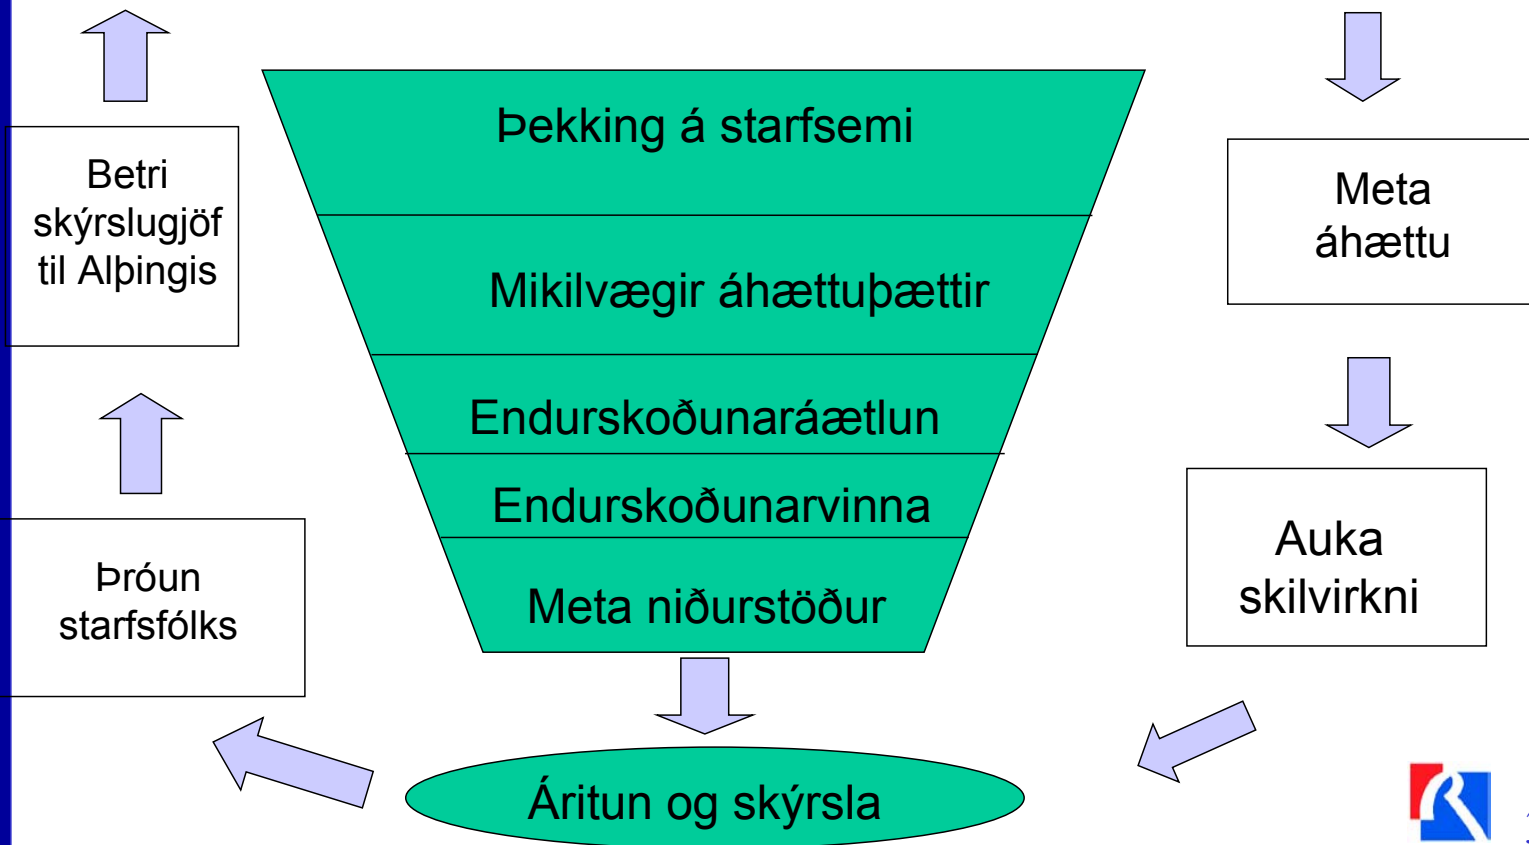 Þekking á starfsemi
Mikilvægir áhættuþættir
Endurskoðunaráætlun
Endurskoðunarvinna
Meta niðurstöður
Áritun og skýrsla
Betri
skýrslugjöf
til Alþingis
Þróun
starfsfólks
Meta
áhættu
Auka
skilvirkni